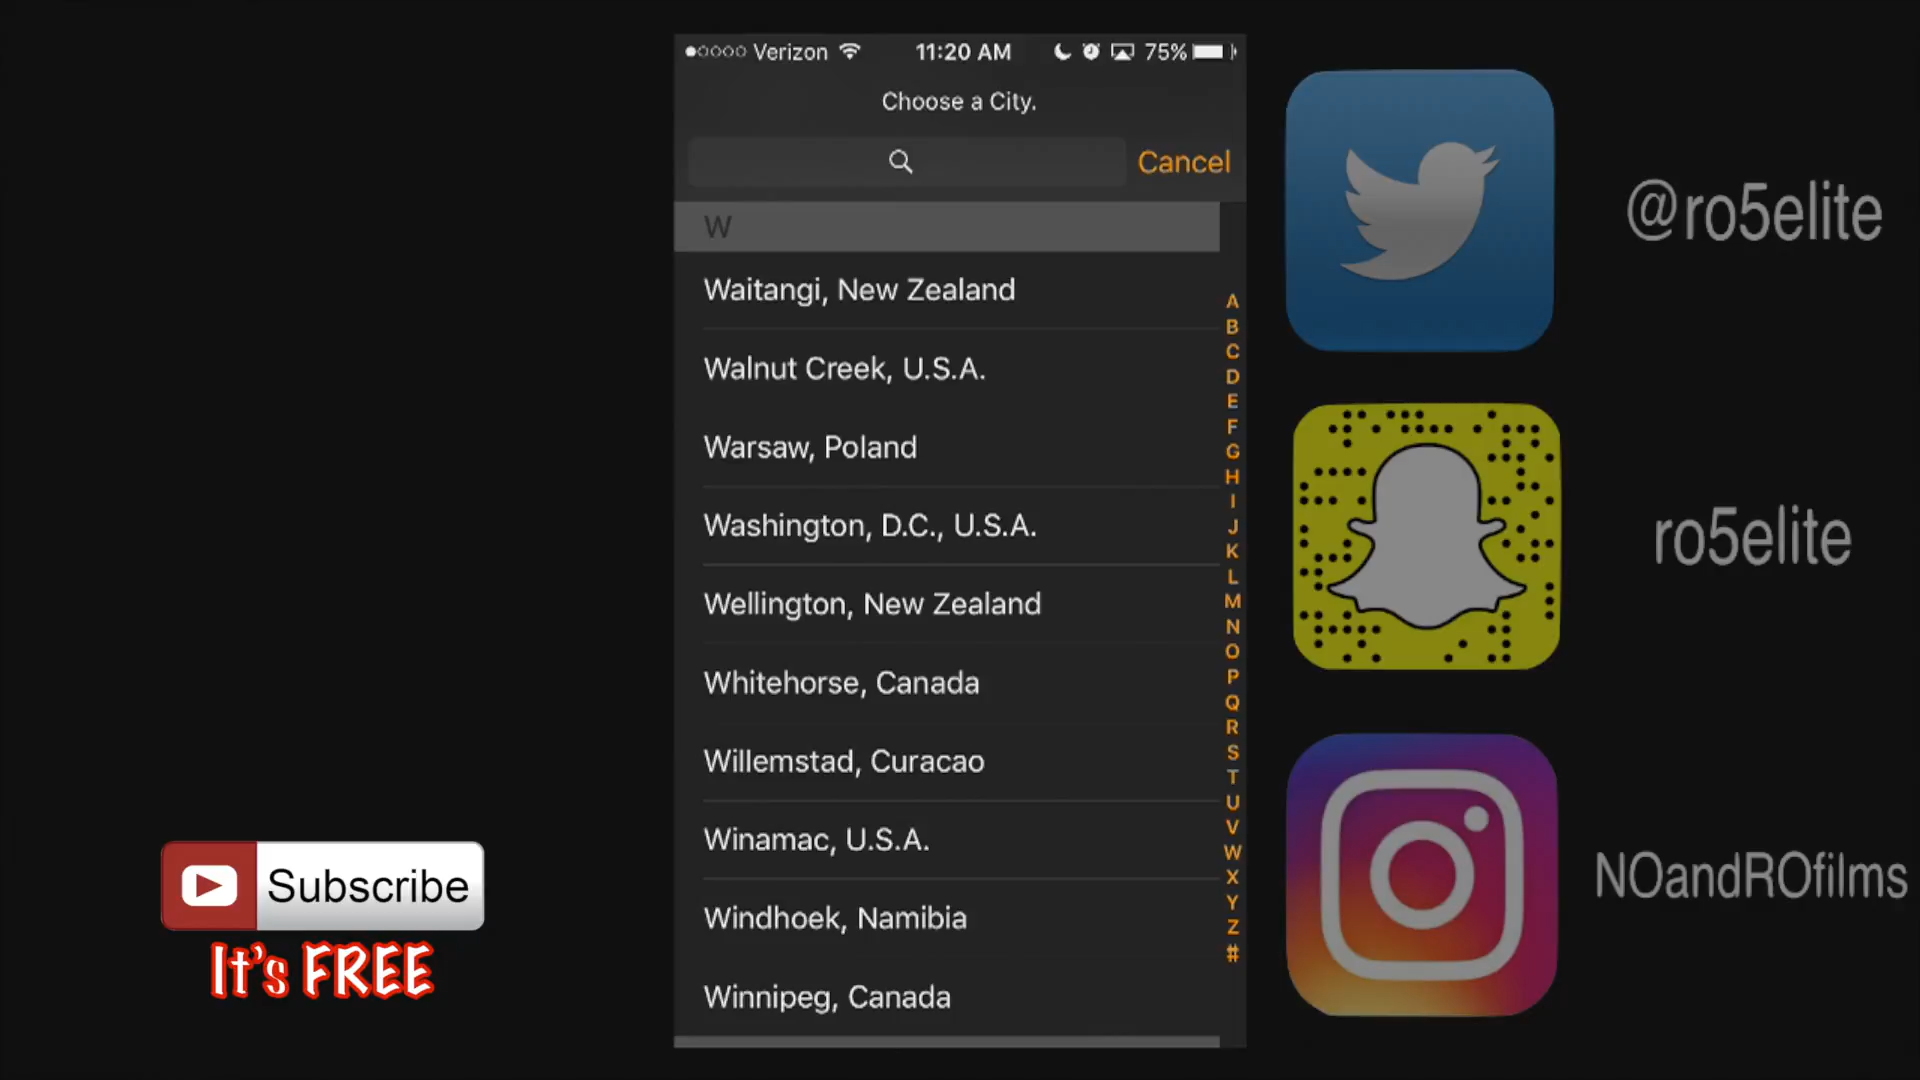 Verizon 11:20 AM 75%
Choose a City.
Cancel
W
Waitangi, New Zealand
Walnut Creek, U.S.A.
Warsaw, Poland
Washington, D.C., U.S.A.
Wellington, New Zealand
Whitehorse, Canada
Willemstad, Curacao
Winamac, U.S.A.
Windhoek, Namibia
Winnipeg, Canada
A
B
C
D
E
F
G
H
I
J
K
L
M
N
O
P
Q
R
S
T
U
V
W
X
Y
Z
#
@ro5elite
ro5elite
NOandROfilms
Subscribe
It's FREE